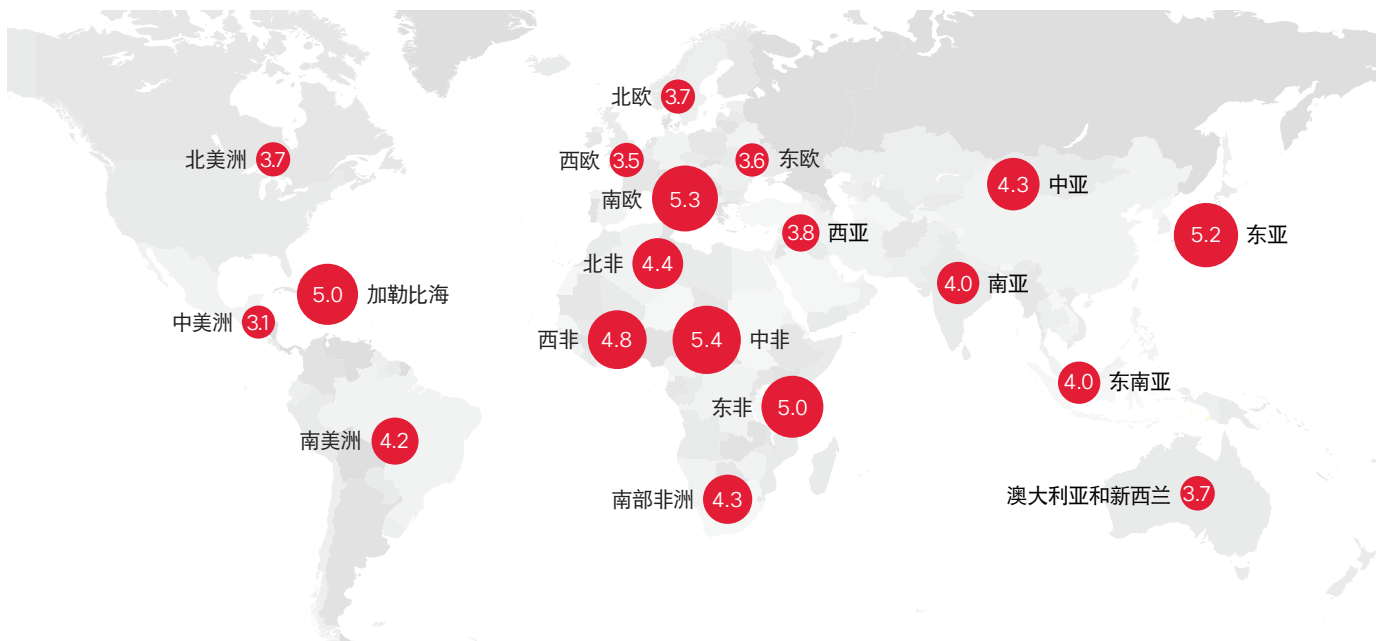 北欧 3.7
北美洲 3.7
西欧 3.5
3.6 东欧
南欧 5.3
4.3 中亚
3.8 西亚
5.2 东亚
北非 4.4
4.0 南亚
5.0 加勒比海
中美洲 3.1
西非 4.8
5.4 中非
4.0 东南亚
东非 5.0
南美洲 4.2
南部非洲 4.3
澳大利亚和新西兰 3.7